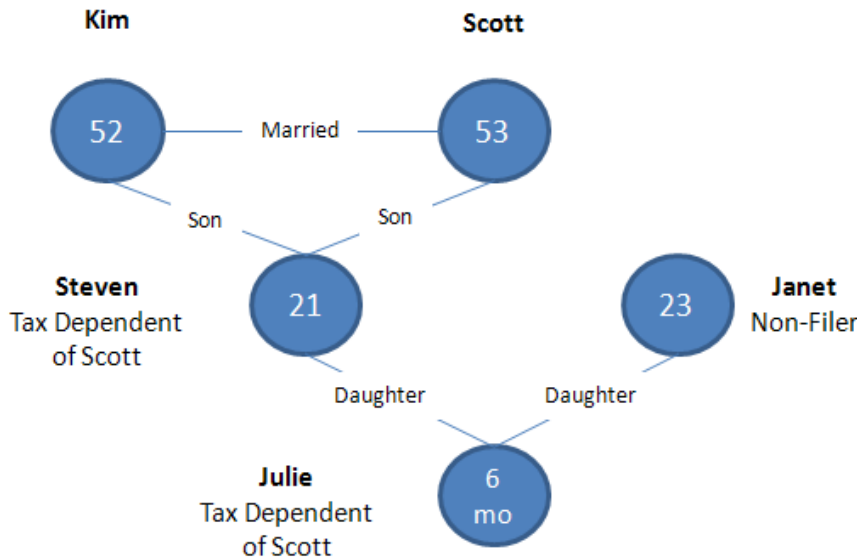 Kim
Scott
52
Married
53
Son
Son
Steven
Tax Dependent
of Scott
21
23
Janet
Non-Filer
Daughter
Daughter
Julie
Tax Dependent
of Scott
6
mo